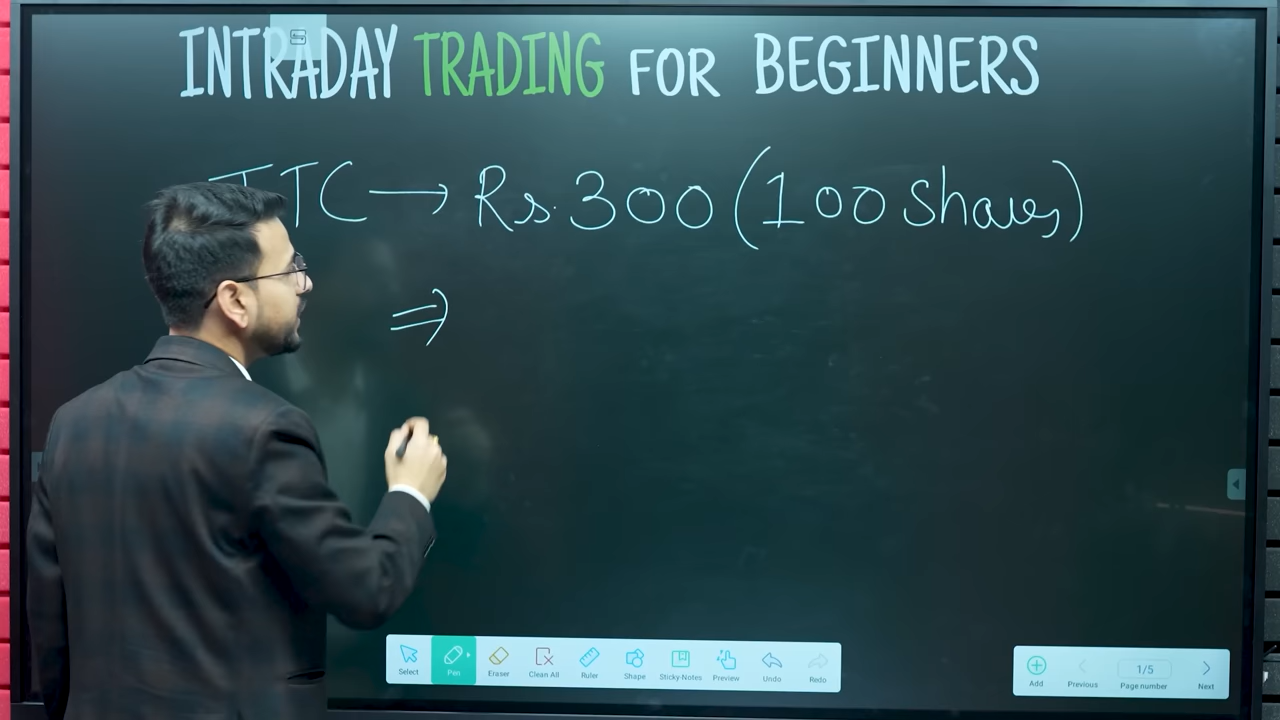 INTRADAY TRADING FOR BEGINNERS
ITC → Rs. 300 (100 Shares)
⇒
Select Pen Eraser Clean All Ruler Shape Sticky-Notes Preview Undo Redo
Add Previous 1/5 Page number Next